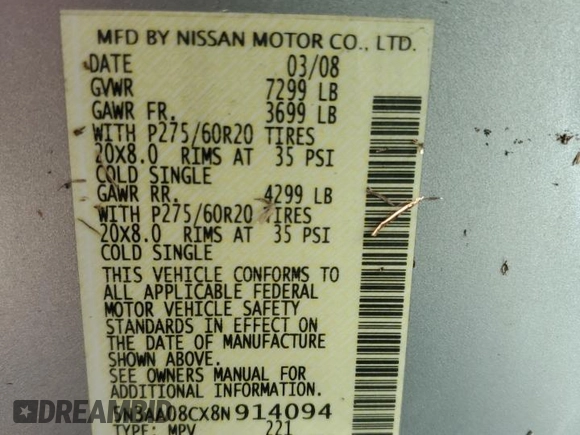 MFD BY NISSAN MOTOR CO., LTD.
DATE 03/08
GVWR 7299 LB
GAWR FR. 3699 LB
WITH P275/60R20 TIRES
20X8.0 RIMS AT 35 PSI
COLD SINGLE
GAWR RR. 4299 LB
WITH P275/60R20 TIRES
20X8.0 RIMS AT 35 PSI
COLD SINGLE
THIS VEHICLE CONFORMS TO
ALL APPLICABLE FEDERAL
MOTOR VEHICLE SAFETY
STANDARDS IN EFFECT ON
THE DATE OF MANUFACTURE
SHOWN ABOVE.
SEE OWNERS MANUAL FOR
ADDITIONAL INFORMATION.
5N3AA08CX8N914094
TYPE: MPV 221
DREAMBID